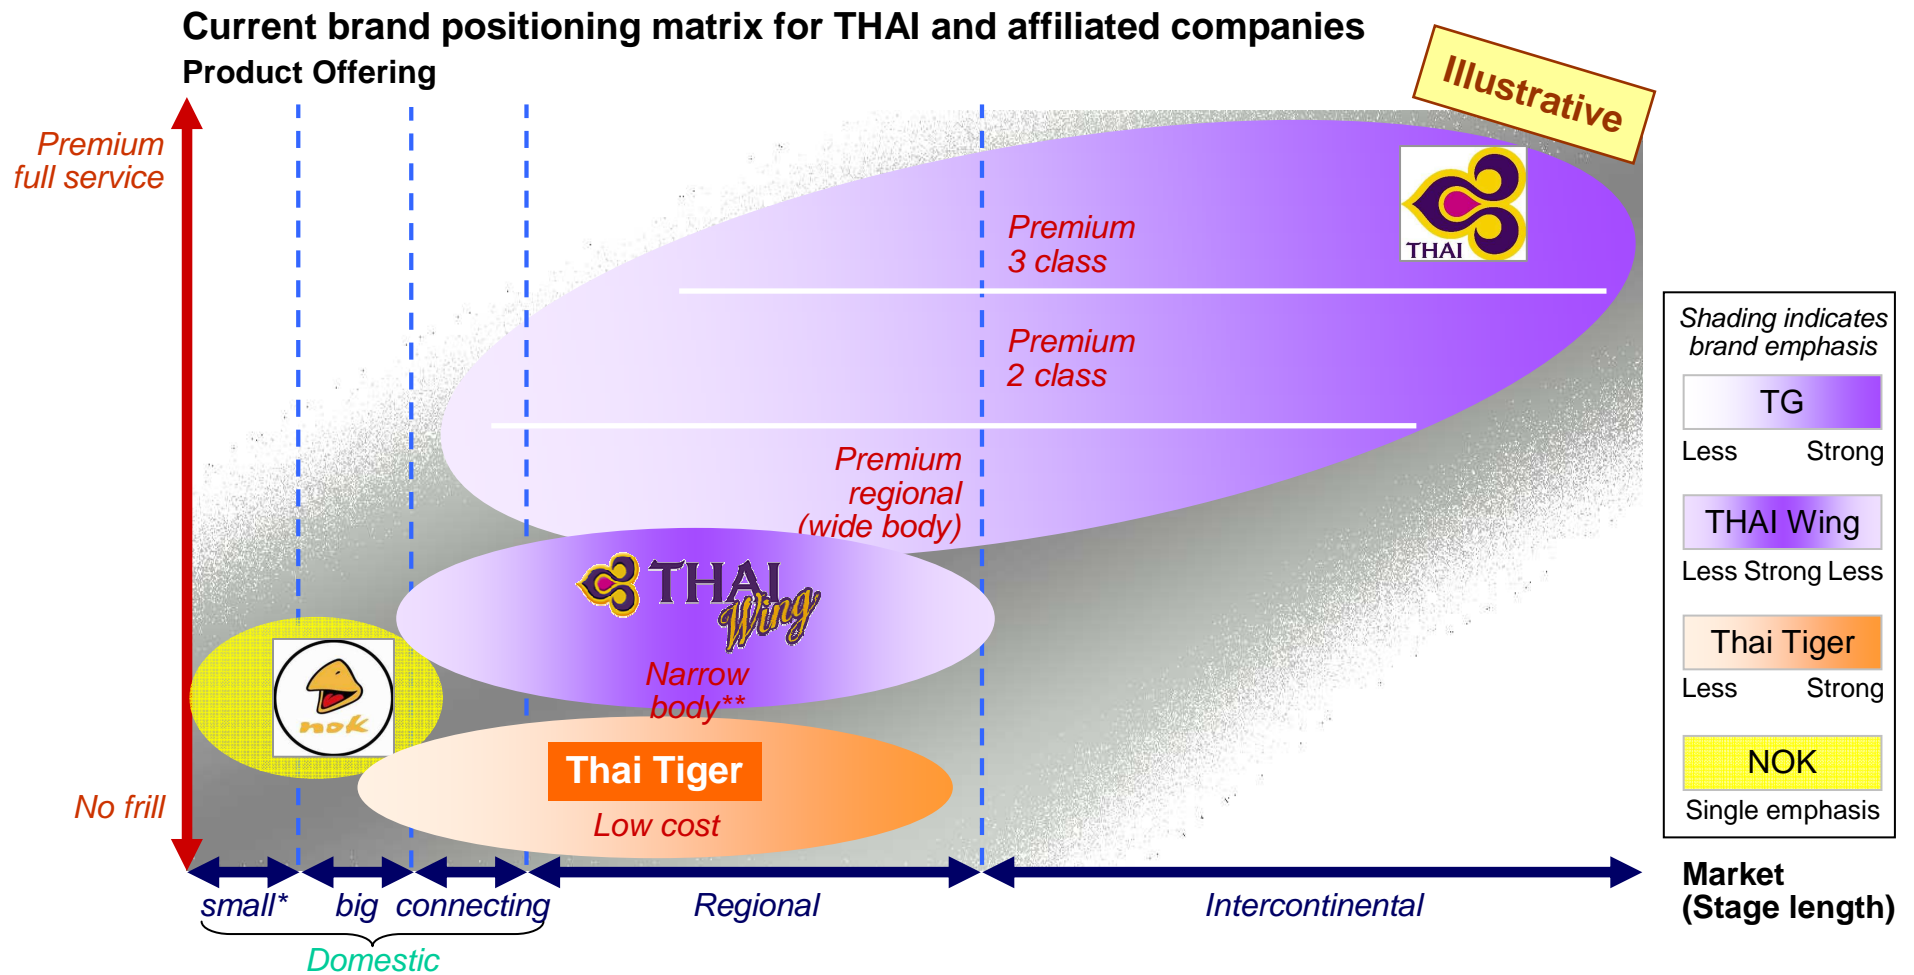 Current brand positioning matrix for THAI and affiliated companies
Product Offering
Illustrative
Premium
full service
THAI
Premium
3 class
Premium
2 class
Premium
regional
(wide body)
THAI
Wing
Narrow
body**
nok
Thai Tiger
Low cost
No frill
small*
big
connecting
Regional
Intercontinental
Domestic
Market
(Stage length)
Shading indicates
brand emphasis
TG
Less Strong
THAI Wing
Less Strong Less
Thai Tiger
Less Strong
NOK
Single emphasis